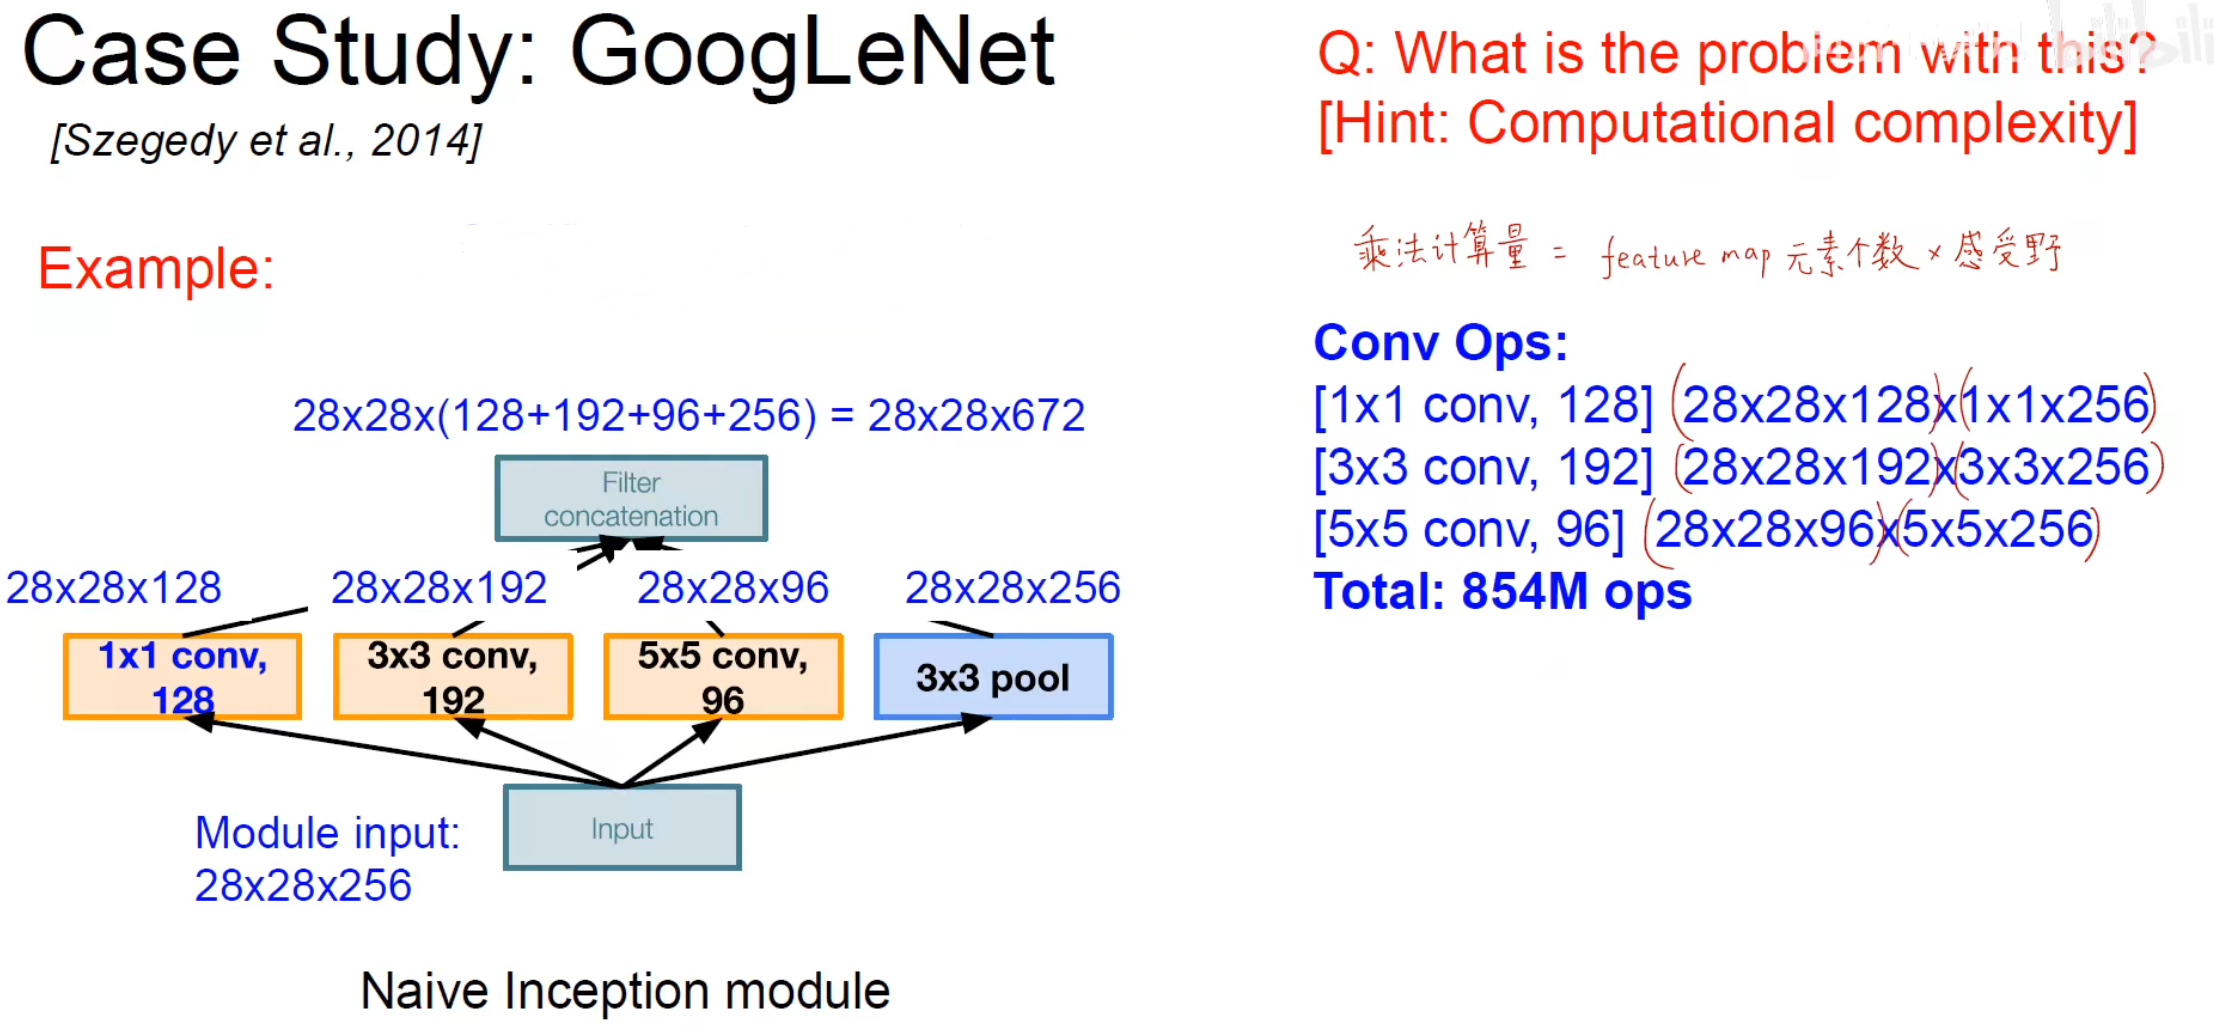 Case Study: GoogLeNet
[Szegedy et al., 2014]
Example:
28x28x(128+192+96+256) = 28x28x672
Filter
concatenation
28x28x128 28x28x192 28x28x96 28x28x256
1x1 conv,
128
3x3 conv,
192
5x5 conv,
96
3x3 pool
Input
Module input:
28x28x256
Naive Inception module
Q: What is the problem with this?
[Hint: Computational complexity]
乘法计算量 = feature map 元素个数 × 感受野
Conv Ops:
[1x1 conv, 128] (28x28x128)x(1x1x256)
[3x3 conv, 192] (28x28x192)x(3x3x256)
[5x5 conv, 96] (28x28x96)x(5x5x256)
Total: 854M ops
bilibili